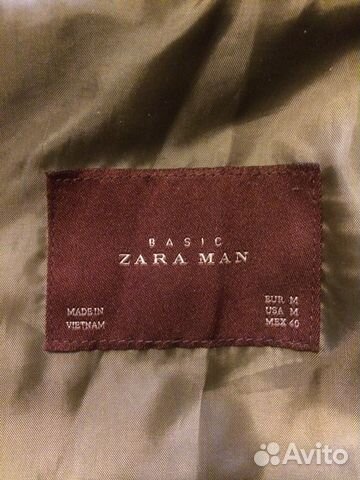 BASIC
ZARA MAN
MADE IN
VIETNAM
EUR M
USA M
MEX 40
Avito